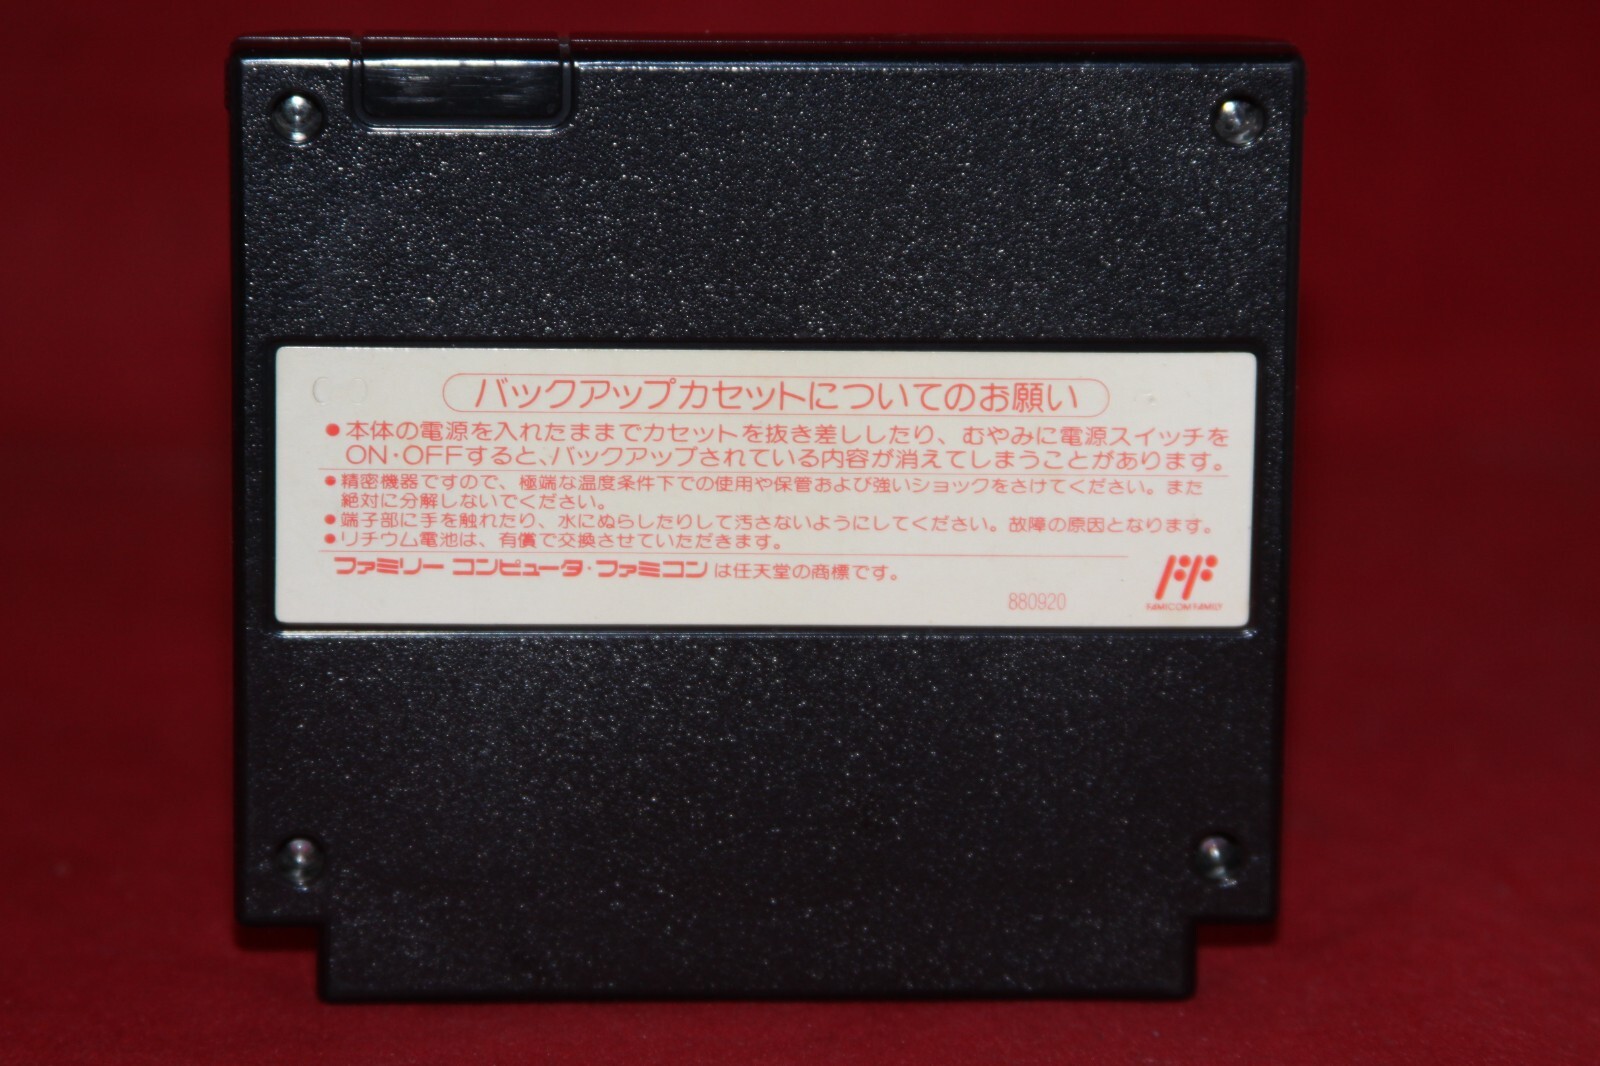 バックアップカセットについてのお願い
●本体の電源を入れたままでカセットを抜き差ししたり、むやみに電源スイッチを
ON・OFFすると、バックアップされている内容が消えてしまうことがあります。
●精密機器ですので、極端な温度条件下での使用や保管および強いショックをさけてください。また
絶対に分解しないでください。
●端子部に手を触れたり、水にぬらしたりして汚さないようにしてください。故障の原因となります。
●リチウム電池は、有償で交換させていただきます。
ファミリーコンピュータ・ファミコンは任天堂の商標です。
880920
FAMICOM FAMILY